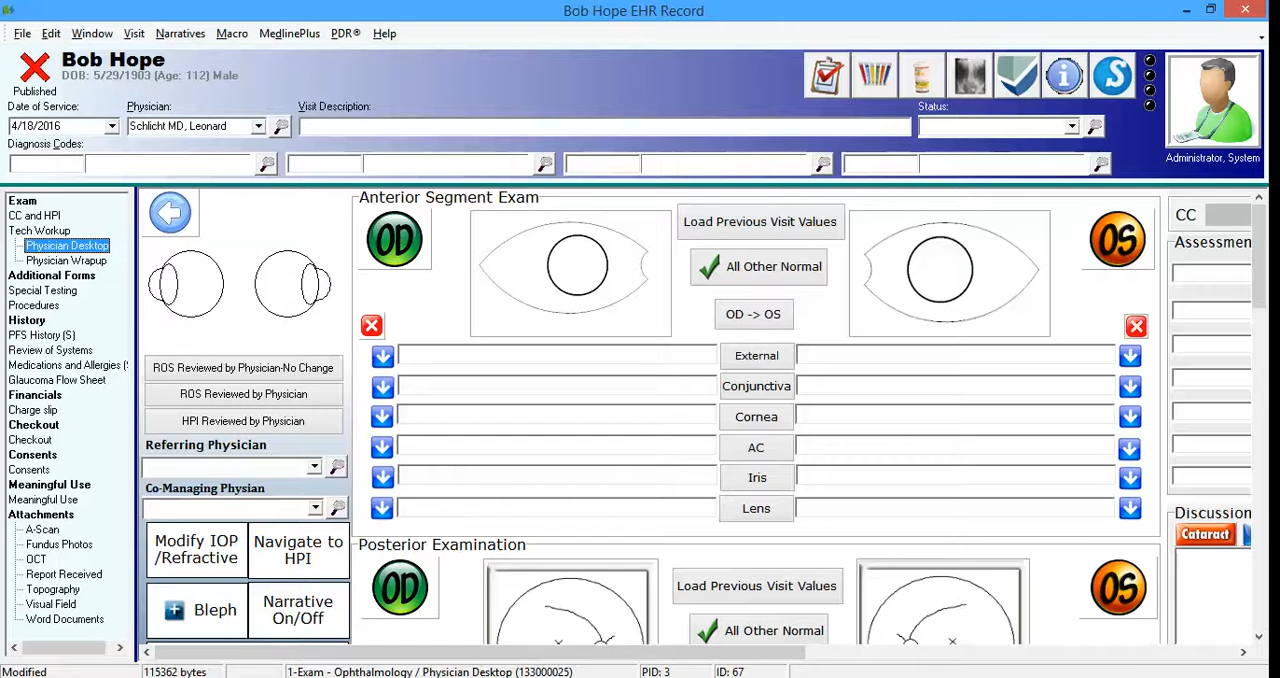 Bob Hope EHR Record
File Edit Window Visit Narratives Macro MedlinePlus PDR® Help
Bob Hope
DOB: 5/29/1903 (Age: 112) Male
Published
Date of Service: Physician: Visit Description: Status:
4/18/2016 Schlicht MD, Leonard
Diagnosis Codes:
Administrator, System
Exam
CC and HPI
Tech Workup
Physician Desktop
Physician Wrapup
Additional Forms
Special Testing
Procedures
History
PFS History (S)
Review of Systems
Medications and Allergies (
Glaucoma Flow Sheet
Financials
Charge slip
Checkout
Checkout
Consents
Consents
Meaningful Use
Meaningful Use
Attachments
A-Scan
Fundus Photos
OCT
Report Received
Topography
Visual Field
Word Documents
ROS Reviewed by Physician-No Change
ROS Reviewed by Physician
HPI Reviewed by Physician
Referring Physician
Co-Managing Physian
Modify IOP
/Refractive
Navigate to
HPI
Bleph
Narrative
On/Off
Anterior Segment Exam
OD
Load Previous Visit Values
OS
All Other Normal
OD -> OS
External
Conjunctiva
Cornea
AC
Iris
Lens
Posterior Examination
OD
Load Previous Visit Values
OS
All Other Normal
CC
Assessmen
Discussion
Cataract
Modified 115362 bytes 1-Exam - Ophthalmology / Physician Desktop (133000025) PID: 3 ID: 67